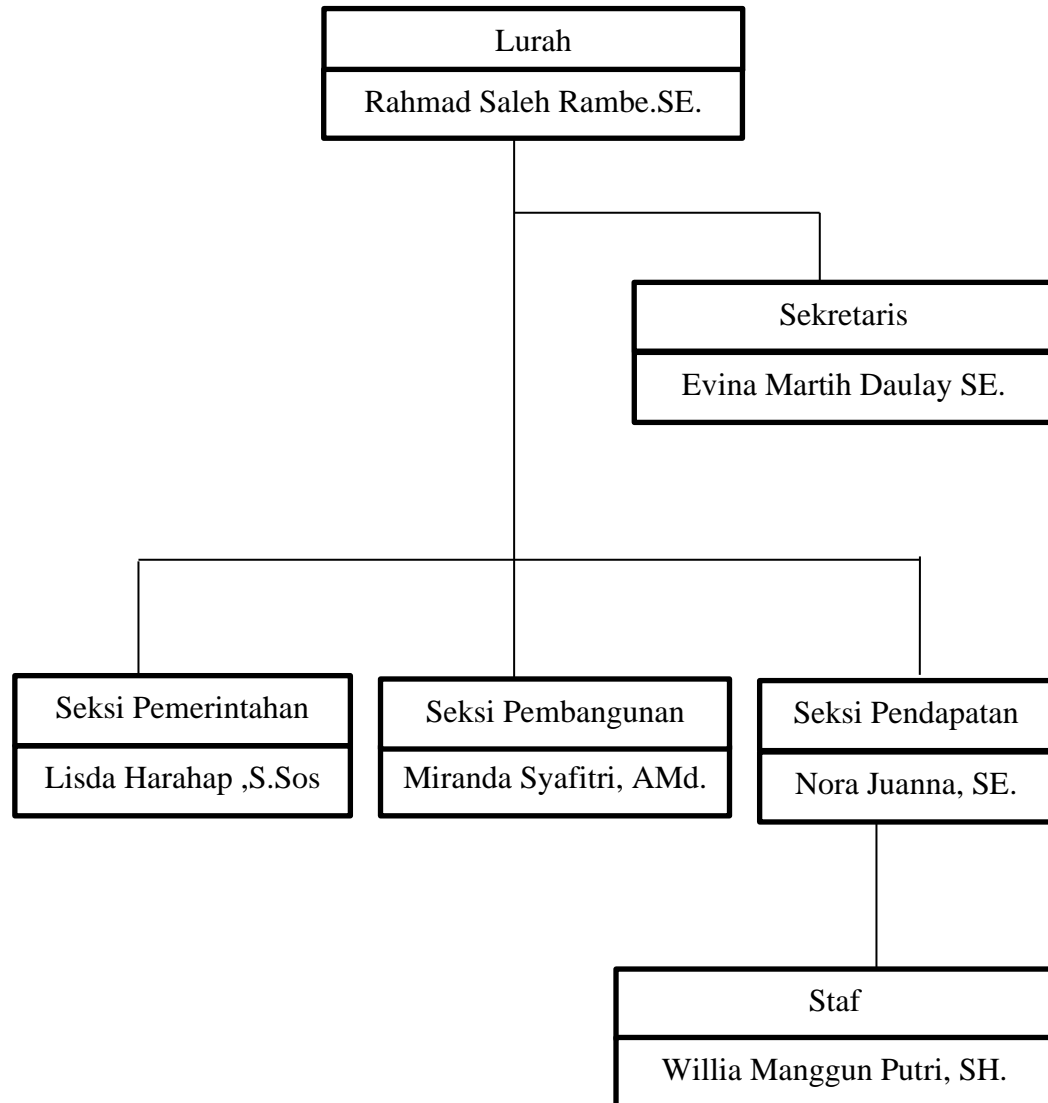 Lurah
Rahmad Saleh Rambe.SE.
Sekretaris
Evina Martih Daulay SE.
Seksi Pemerintahan
Lisda Harahap ,S.Sos
Seksi Pembangunan
Miranda Syafitri, AMd.
Seksi Pendapatan
Nora Juanna, SE.
Staf
Willia Manggun Putri, SH.